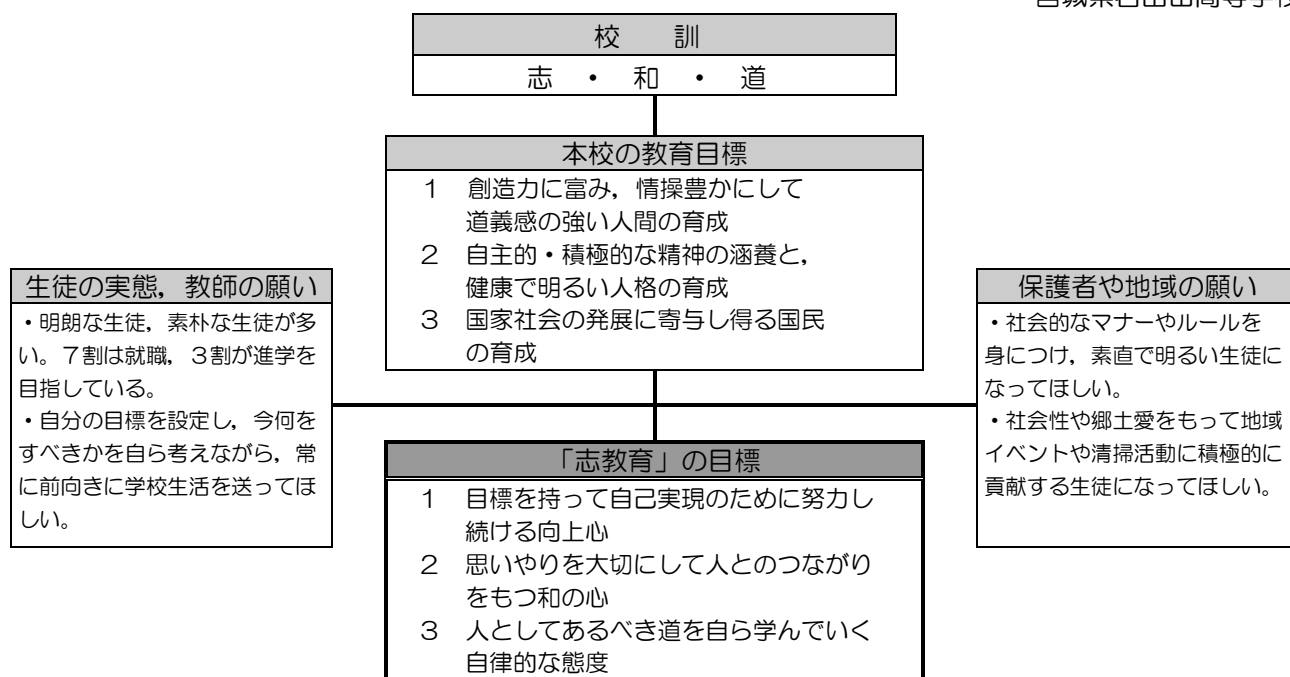 校　　訓
志　・　和　・　道
本校の教育目標
１　創造力に富み，情操豊かにして
道義感の強い人間の育成
２　自主的・積極的な精神の涵養と，
健康で明るい人格の育成
３　国家社会の発展に寄与し得る国民
の育成
生徒の実態，教師の願い
・明朗な生徒，素朴な生徒が多
い。７割は就職，３割が進学を
目指している。
・自分の目標を設定し，今何を
すべきかを自ら考えながら，常
に前向きに学校生活を送ってほ
しい。
保護者や地域の願い
・社会的なマナーやルールを
身につけ，素直で明るい生徒に
なってほしい。
・社会性や郷土愛をもって地域
イベントや清掃活動に積極的に
貢献する生徒になってほしい。
「志教育」の目標
１　目標を持って自己実現のために努力し
続ける向上心
２　思いやりを大切にして人とのつながり
をもつ和の心
３　人としてあるべき道を自ら学んでいく
自律的な態度